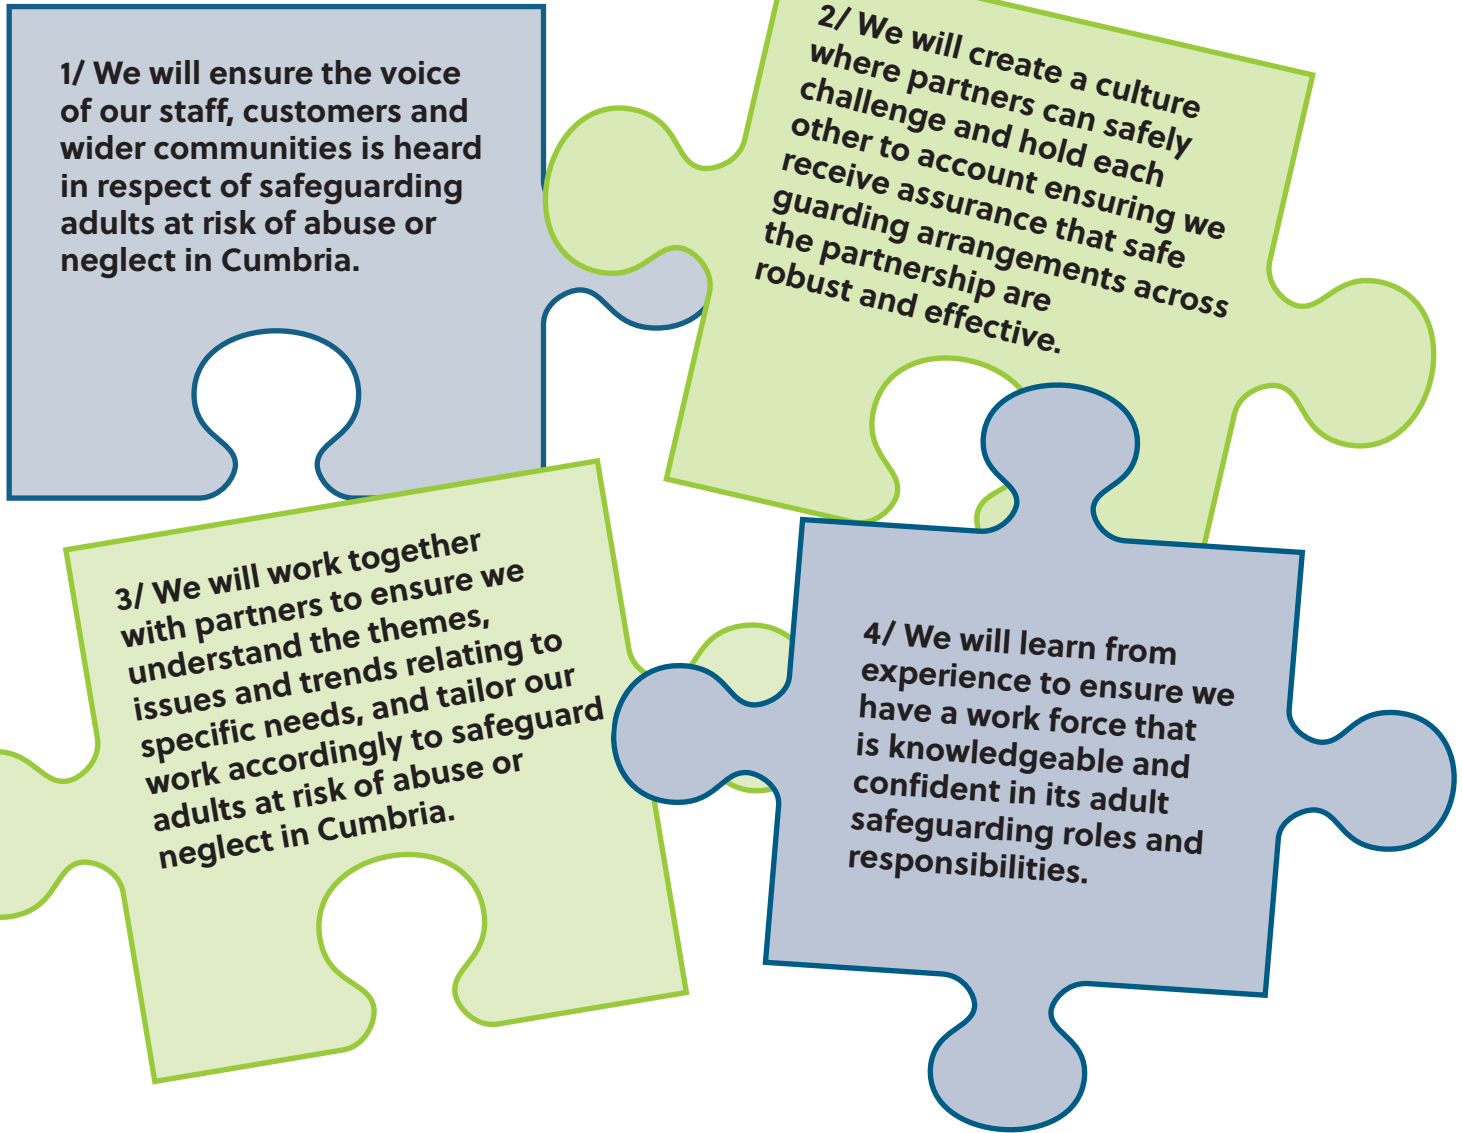 1/ We will ensure the voice
of our staff, customers and
wider communities is heard
in respect of safeguarding
adults at risk of abuse or
neglect in Cumbria.
2/ We will create a culture
where partners can safely
challenge and hold each
other to account ensuring we
receive assurance that safe
guarding arrangements across
the partnership are
robust and effective.
3/ We will work together
with partners to ensure we
understand the themes,
issues and trends relating to
specific needs, and tailor our
work accordingly to safeguard
adults at risk of abuse or
neglect in Cumbria.
4/ We will learn from
experience to ensure we
have a work force that
is knowledgeable and
confident in its adult
safeguarding roles and
responsibilities.